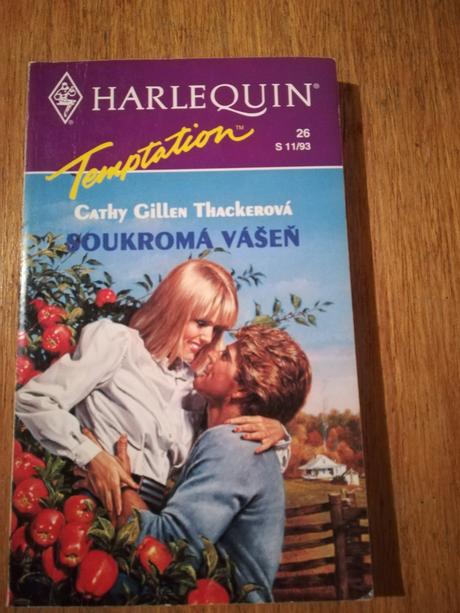 HARLEQUIN®
Temptation™
26
S 11/93
Cathy Gillen Thackerová
SOUKROMÁ VÁŠEŇ